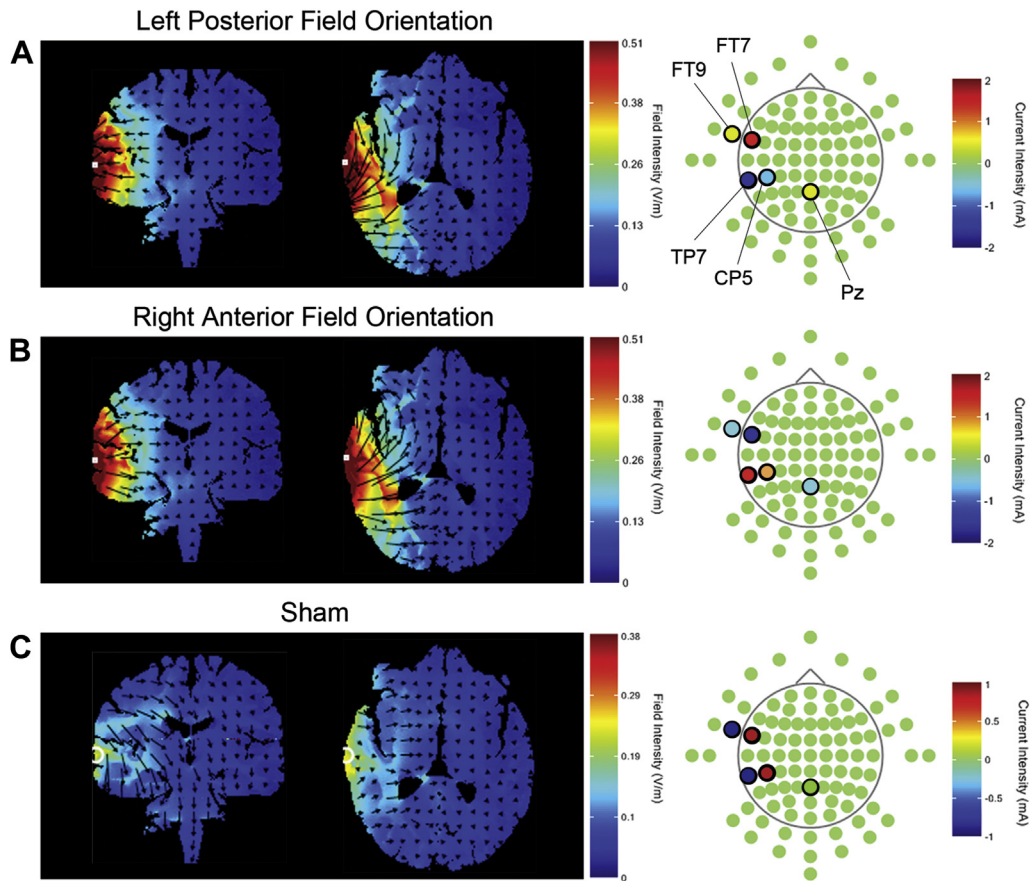 Left Posterior Field Orientation
A
0.51
0.38
0.26
0.13
0
Field Intensity (V/m)
FT7
FT9
TP7
CP5
Pz
2
1
0
-1
-2
Current Intensity (mA)
Right Anterior Field Orientation
B
0.51
0.38
0.26
0.13
0
Field Intensity (V/m)
2
1
0
-1
-2
Current Intensity (mA)
Sham
C
0.38
0.29
0.19
0.1
0
Field Intensity (V/m)
1
0.5
0
-0.5
-1
Current Intensity (mA)